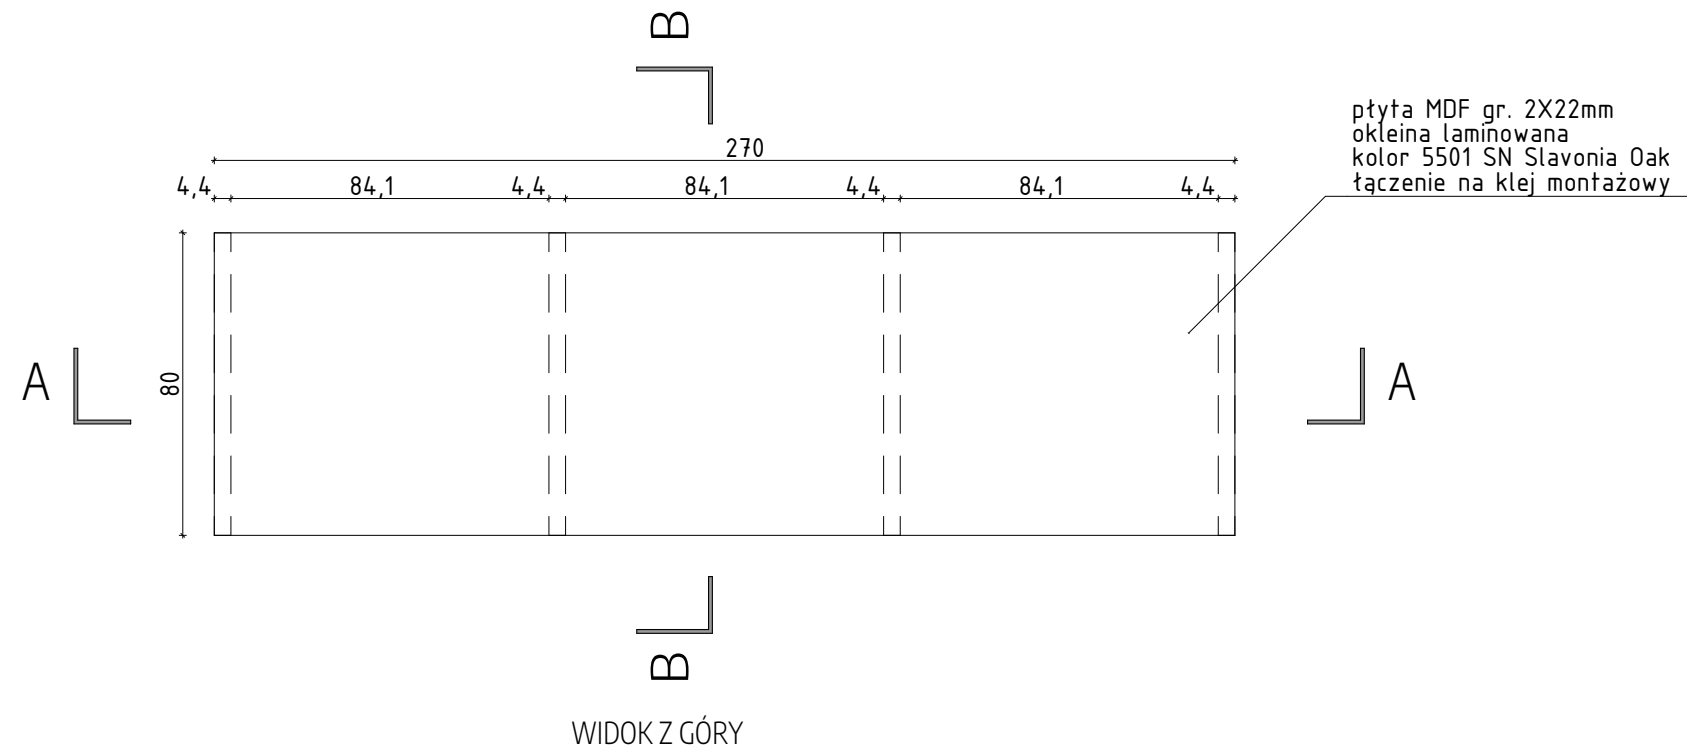 B
płyta MDF gr. 2X22mm
okleina laminowana
kolor 5501 SN Slavonia Oak
łączenie na klej montażowy
270
4,4 84,1 4,4 84,1 4,4 84,1 4,4
80
A A
B
WIDOK Z GÓRY